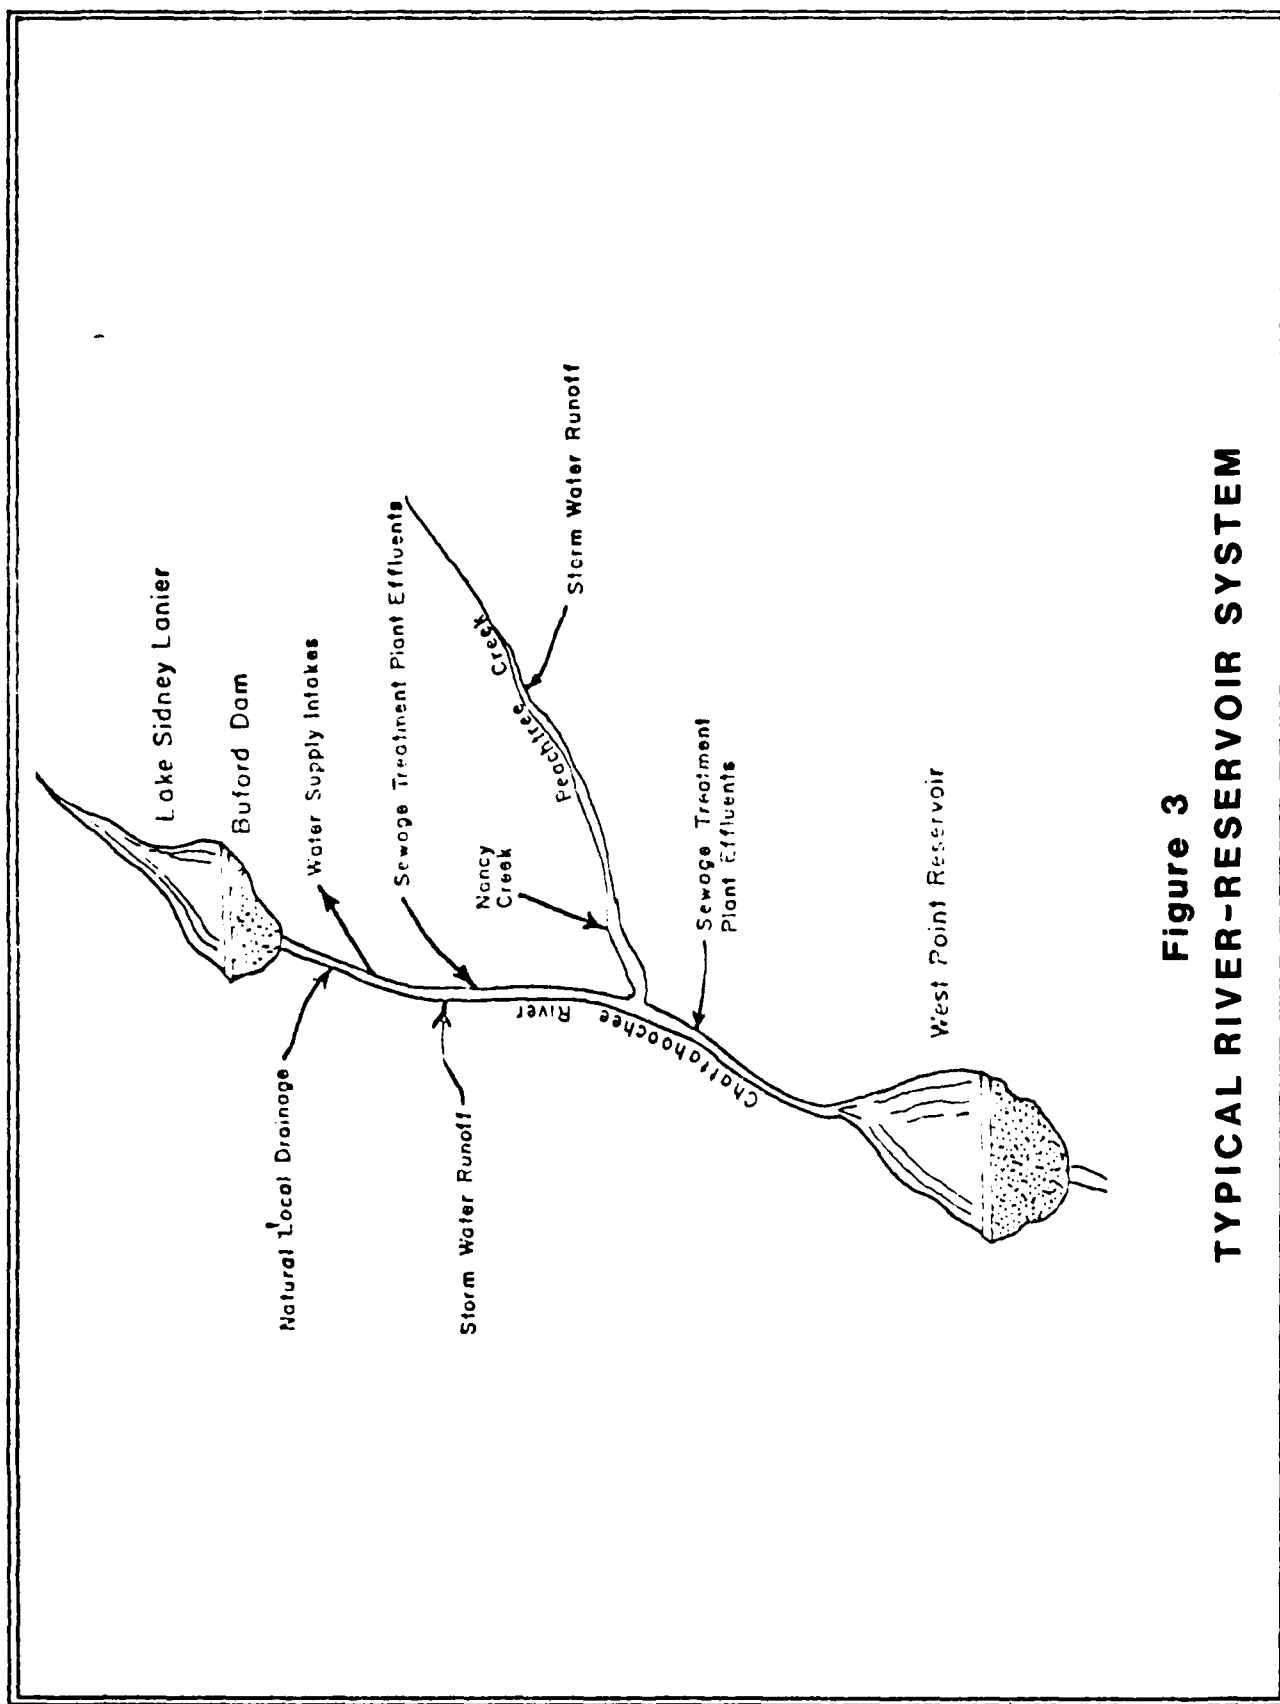 Lake Sidney Lanier
Buford Dam
Natural Local Drainage
Water Supply Intakes
Sewage Treatment Plant Effluents
Storm Water Runoff
Nancy
Creek
Peachtree Creek
Storm Water Runoff
Chattahoochee River
Sewage Treatment
Plant Effluents
West Point Reservoir
Figure 3
TYPICAL RIVER-RESERVOIR SYSTEM